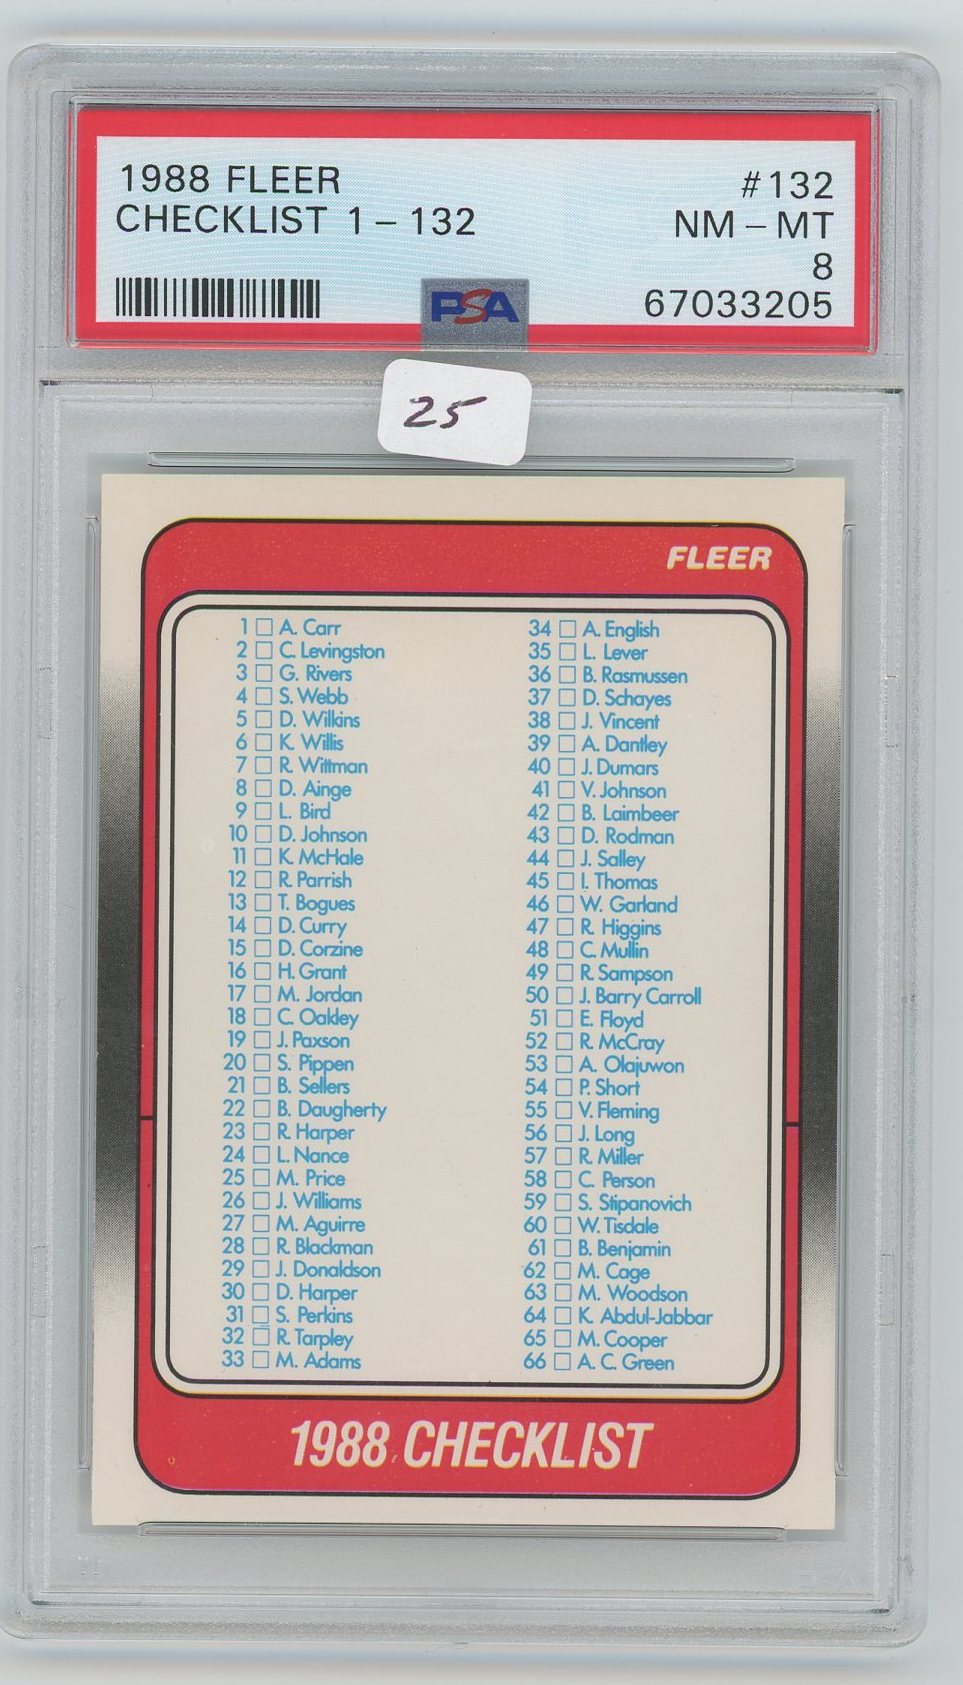 1988 FLEER #132
CHECKLIST 1 – 132 NM – MT
8
PSA 67033205
25
FLEER
1 □ A. Carr
2 □ C. Levingston
3 □ G. Rivers
4 □ S. Webb
5 □ D. Wilkins
6 □ K. Willis
7 □ R. Wittman
8 □ D. Ainge
9 □ L. Bird
10 □ D. Johnson
11 □ K. McHale
12 □ R. Parrish
13 □ T. Bogues
14 □ D. Curry
15 □ D. Corzine
16 □ H. Grant
17 □ M. Jordan
18 □ C. Oakley
19 □ J. Paxson
20 □ S. Pippen
21 □ B. Sellers
22 □ B. Daugherty
23 □ R. Harper
24 □ L. Nance
25 □ M. Price
26 □ J. Williams
27 □ M. Aguirre
28 □ R. Blackman
29 □ J. Donaldson
30 □ D. Harper
31 □ S. Perkins
32 □ R. Tarpley
33 □ M. Adams
34 □ A. English
35 □ L. Lever
36 □ B. Rasmussen
37 □ D. Schayes
38 □ J. Vincent
39 □ A. Dantley
40 □ J. Dumars
41 □ V. Johnson
42 □ B. Laimbeer
43 □ D. Rodman
44 □ J. Salley
45 □ I. Thomas
46 □ W. Garland
47 □ R. Higgins
48 □ C. Mullin
49 □ R. Sampson
50 □ J. Barry Carroll
51 □ E. Floyd
52 □ R. McCray
53 □ A. Olajuwon
54 □ P. Short
55 □ V. Fleming
56 □ J. Long
57 □ R. Miller
58 □ C. Person
59 □ S. Stipanovich
60 □ W. Tisdale
61 □ B. Benjamin
62 □ M. Cage
63 □ M. Woodson
64 □ K. Abdul-Jabbar
65 □ M. Cooper
66 □ A. C. Green
1988 CHECKLIST